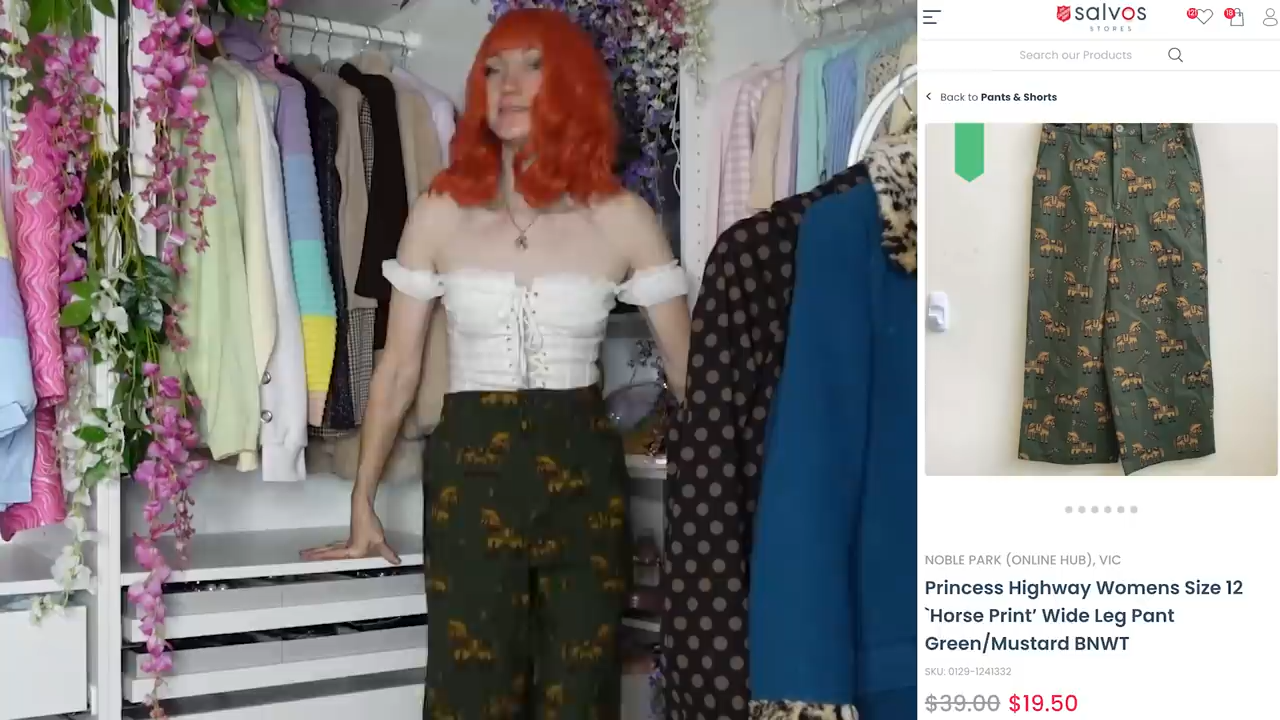 salvos
STORES
Search our Products
Back to Pants & Shorts
NOBLE PARK (ONLINE HUB), VIC
Princess Highway Womens Size 12
`Horse Print’ Wide Leg Pant
Green/Mustard BNWT
SKU: 0129-1241332
$39.00 $19.50